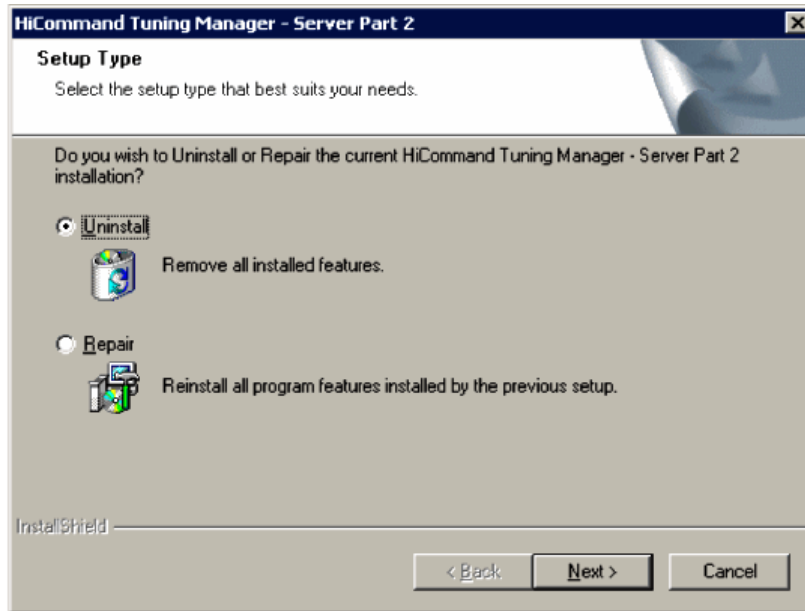 HiCommand Tuning Manager - Server Part 2
Setup Type
Select the setup type that best suits your needs.
Do you wish to Uninstall or Repair the current HiCommand Tuning Manager - Server Part 2
installation?
Uninstall
Remove all installed features.
Repair
Reinstall all program features installed by the previous setup.
InstallShield
< Back
Next >
Cancel